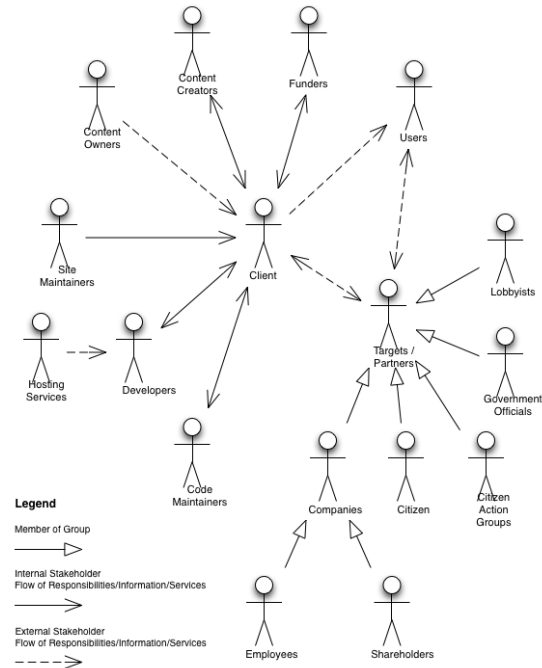 Content
Creators
Funders
Content
Owners
Users
Site
Maintainers
Client
Lobbyists
Hosting
Services
Developers
Targets /
Partners
Government
Officials
Code
Maintainers
Companies
Citizen
Citizen
Action
Groups
Legend
Member of Group
Internal Stakeholder
Flow of Responsibilities/Information/Services
External Stakeholder
Flow of Responsibilities/Information/Services
Employees
Shareholders